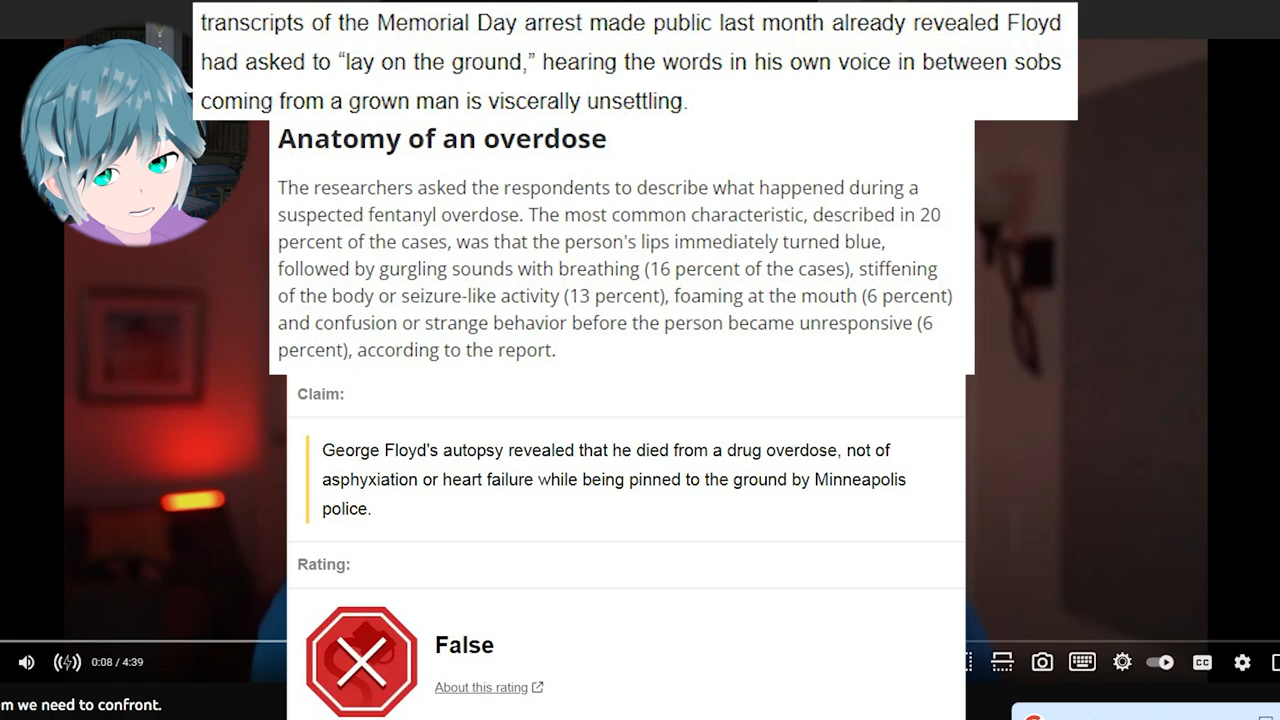 transcripts of the Memorial Day arrest made public last month already revealed Floyd
had asked to “lay on the ground,” hearing the words in his own voice in between sobs
coming from a grown man is viscerally unsettling.
Anatomy of an overdose
The researchers asked the respondents to describe what happened during a
suspected fentanyl overdose. The most common characteristic, described in 20
percent of the cases, was that the person's lips immediately turned blue,
followed by gurgling sounds with breathing (16 percent of the cases), stiffening
of the body or seizure-like activity (13 percent), foaming at the mouth (6 percent)
and confusion or strange behavior before the person became unresponsive (6
percent), according to the report.
Claim:
George Floyd's autopsy revealed that he died from a drug overdose, not of
asphyxiation or heart failure while being pinned to the ground by Minneapolis
police.
Rating:
False
About this rating
0:08 / 4:39
CC
m we need to confront.